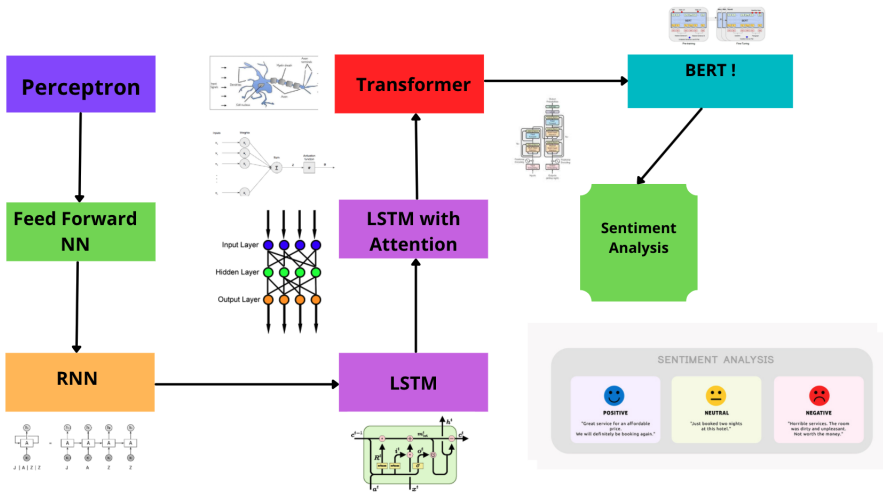 Perceptron
Feed Forward
NN
RNN
LSTM
LSTM with
Attention
Transformer
BERT !
Sentiment
Analysis
Input Layer
Hidden Layer
Output Layer
BERT
BERT
SENTIMENT ANALYSIS
POSITIVE
"Great service for an affordable
price.
We will definitely be booking again."
NEUTRAL
"Just booked two nights
at this hotel."
NEGATIVE
"Horrible services. The room
was dirty and unpleasant.
Not worth the money."